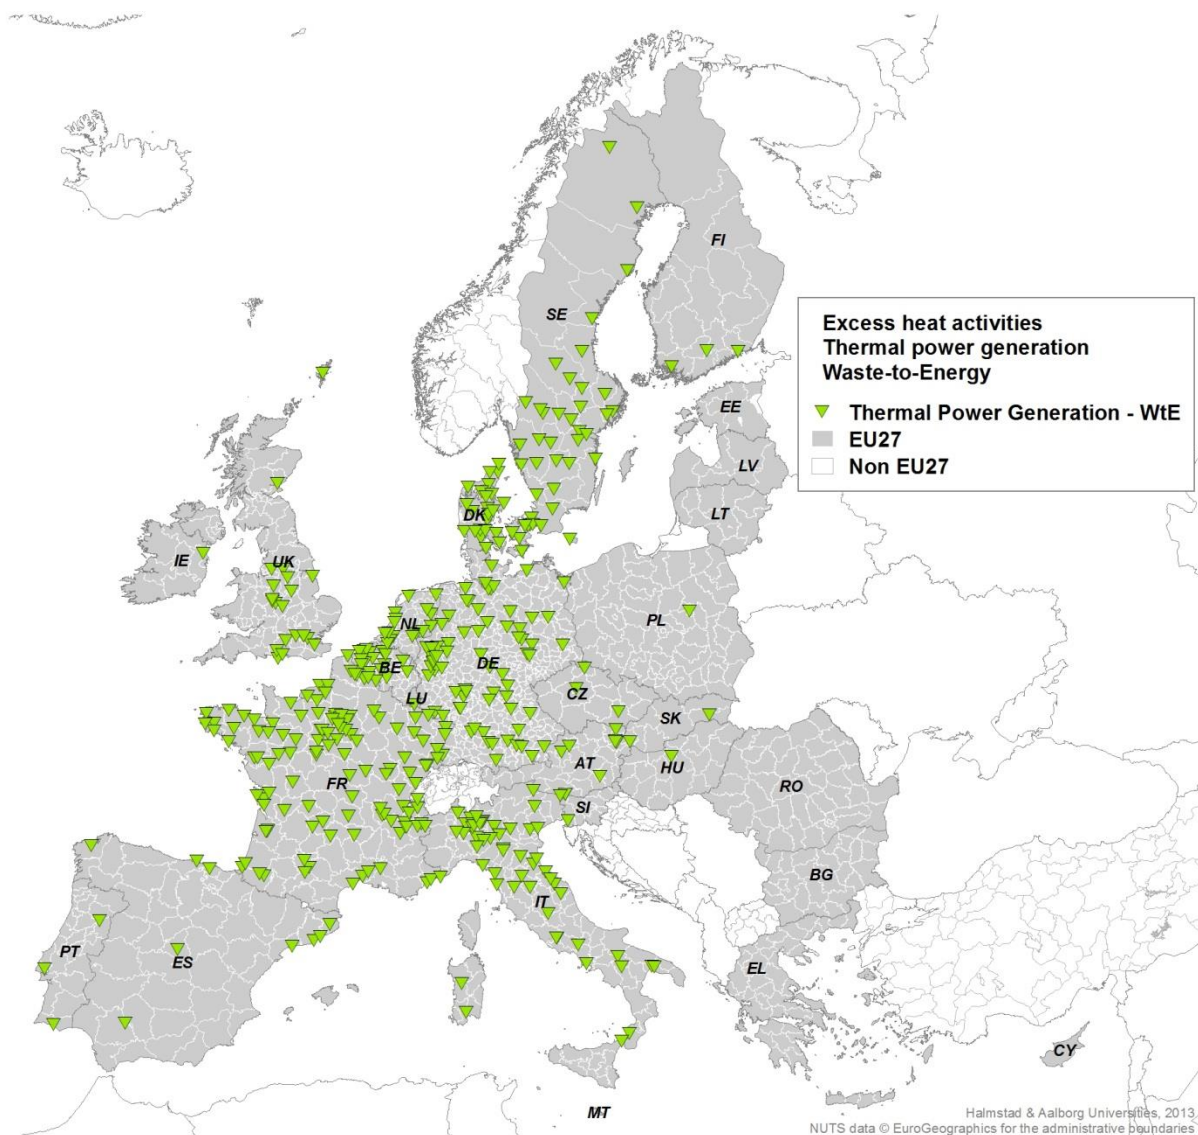 FI
SE
Excess heat activities
Thermal power generation
Waste-to-Energy
Thermal Power Generation - WtE
EU27
Non EU27
EE
LV
LT
DK
IE
UK
NL
PL
BE
DE
LU
CZ
SK
AT
HU
FR
SI
RO
BG
IT
PT
ES
EL
CY
MT
Halmstad & Aalborg Universities, 2013
NUTS data © EuroGeographics for the administrative boundaries